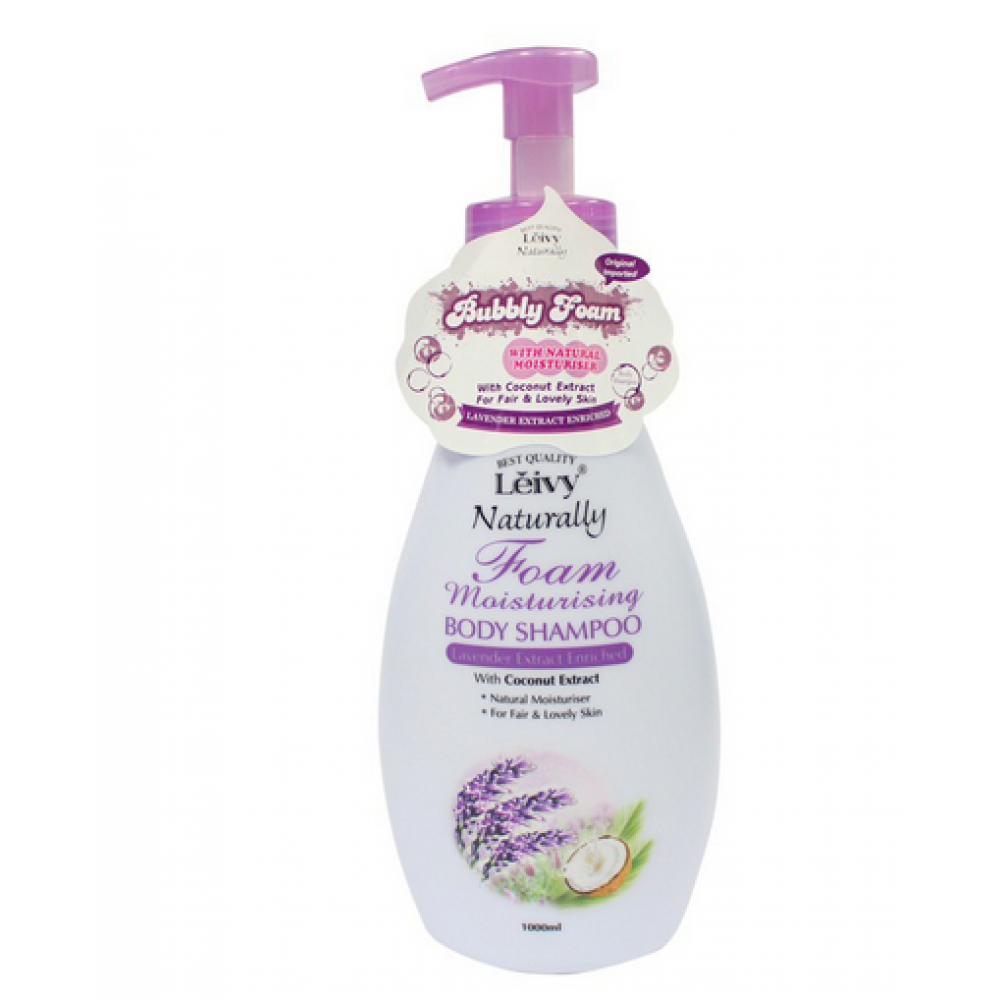 BEST QUALITY
Lěivy
Naturally
Original
Imported
Bubbly Foam
WITH NATURAL
MOISTURISER
With Coconut Extract
For Fair & Lovely Skin
LAVENDER EXTRACT ENRICHED
BEST QUALITY
Lěivy®
Naturally
Foam
Moisturising
BODY SHAMPOO
Lavender Extract Enriched
With Coconut Extract
* Natural Moisturiser
* For Fair & Lovely Skin
1000ml